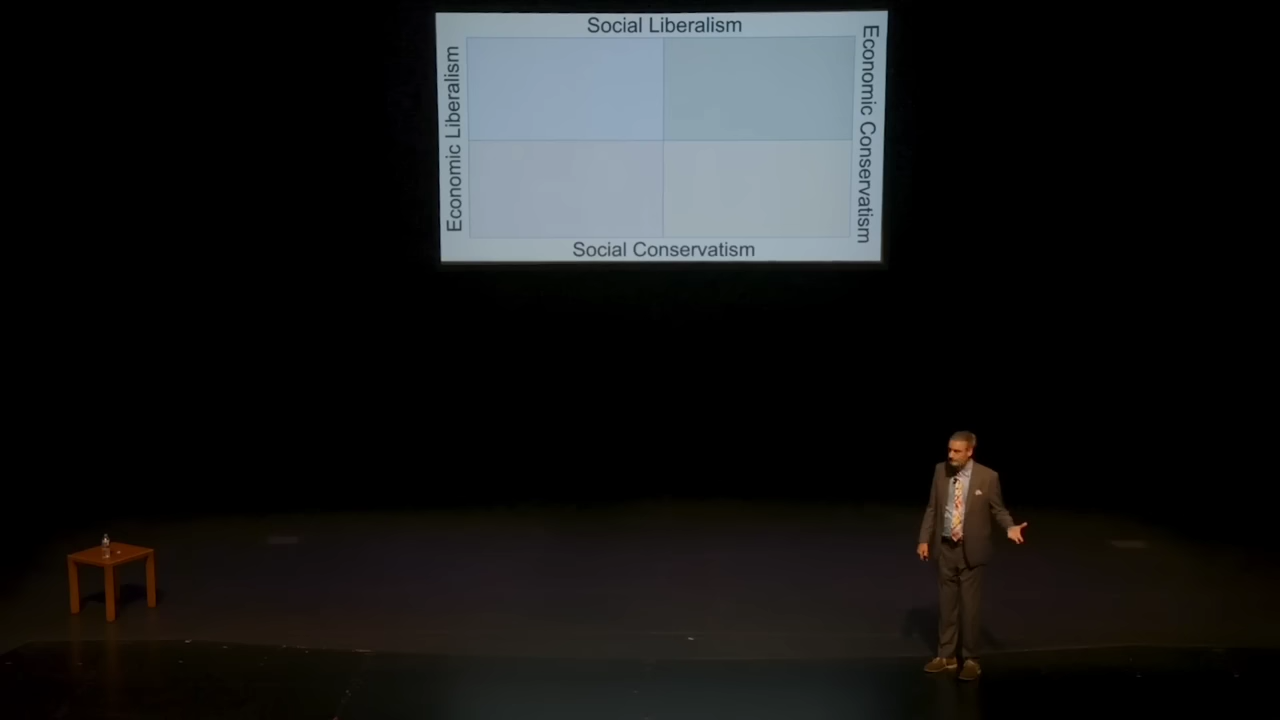 Social Liberalism
Economic Liberalism
Economic Conservatism
Social Conservatism